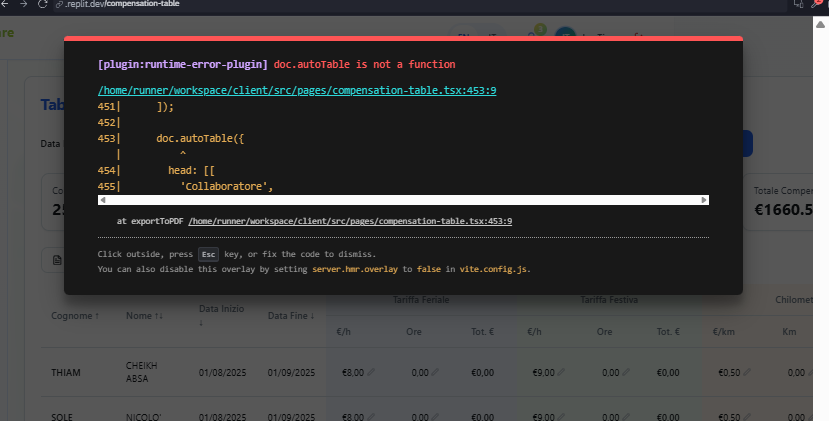 .replit.dev/compensation-table
re
[plugin:runtime-error-plugin] doc.autoTable is not a function
/home/runner/workspace/client/src/pages/compensation-table.tsx:453:9
451| ]);
452|
453| doc.autoTable({
| ^
454| head: [[
455| 'Collaboratore',
at exportToPDF /home/runner/workspace/client/src/pages/compensation-table.tsx:453:9
Click outside, press Esc key, or fix the code to dismiss.
You can also disable this overlay by setting server.hmr.overlay to false in vite.config.js.
Tab
Data
Co
Totale Compen
25
€1660.5
Tariffa Feriale Tariffa Festiva Chilomet
Cognome ↑ Nome ↑↓ Data Inizio ↓ Data Fine ↓
€/h Ore Tot. € €/h Ore Tot. € €/km Km
THIAM CHEIKH ABSA 01/08/2025 01/09/2025 €8,00 0,00 €0,00 €9,00 0,00 €0,00 €0,50 0,00
SOLE NICOLO' 01/08/2025 01/09/2025 €8,00 0,00 €0,00 €9,00 0,00 €0,00 €0,50 0,00